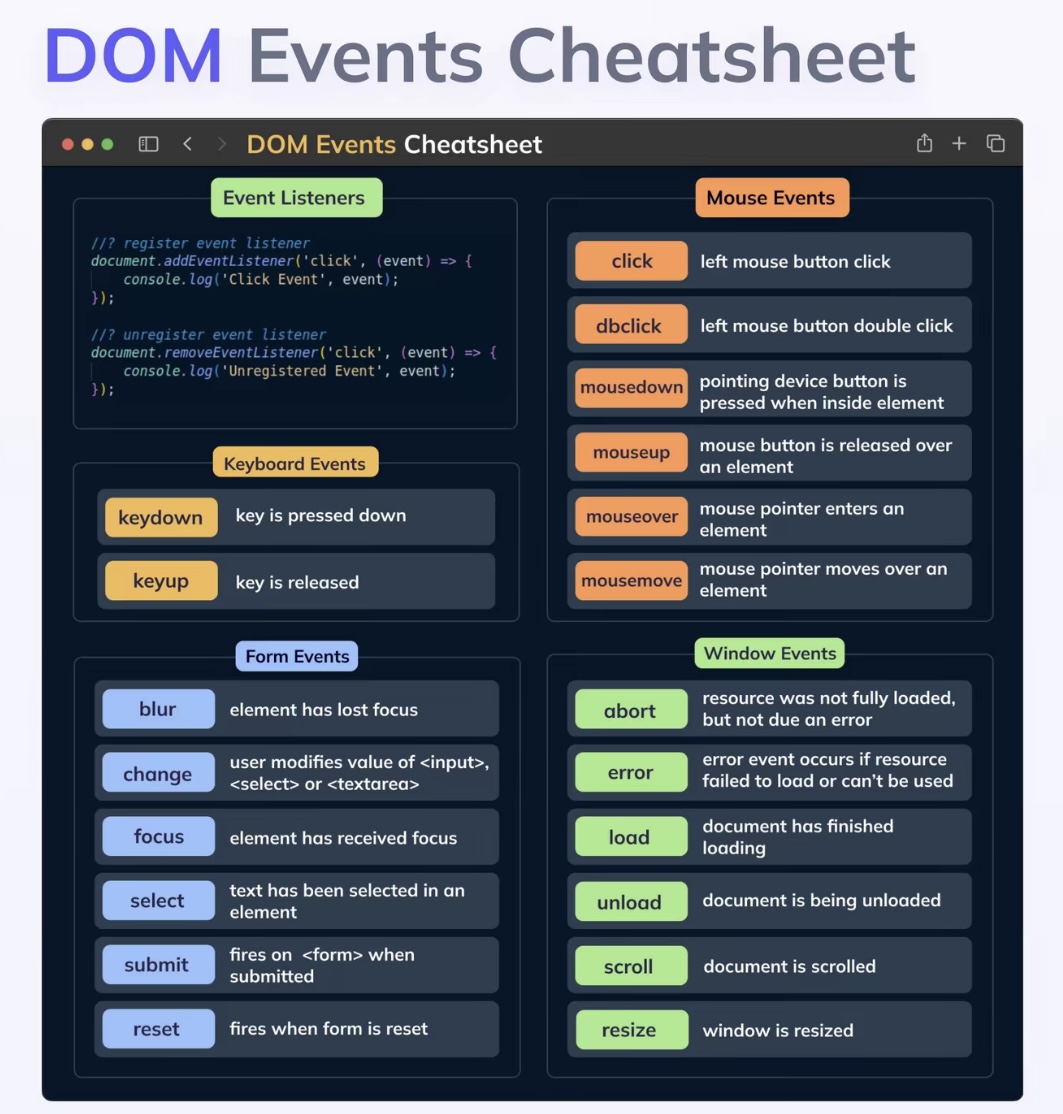 DOM Events Cheatsheet
DOM Events Cheatsheet
Event Listeners
//? register event listener
document.addEventListener('click', (event) => {
    console.log('Click Event', event);
});
//? unregister event listener
document.removeEventListener('click', (event) => {
    console.log('Unregistered Event', event);
});
Keyboard Events
keydown
key is pressed down
keyup
key is released
Form Events
blur
element has lost focus
change
user modifies value of <input>,
<select> or <textarea>
focus
element has received focus
select
text has been selected in an
element
submit
fires on  <form> when
submitted
reset
fires when form is reset
Mouse Events
click
left mouse button click
dbclick
left mouse button double click
mousedown
pointing device button is
pressed when inside element
mouseup
mouse button is released over
an element
mouseover
mouse pointer enters an
element
mousemove
mouse pointer moves over an
element
Window Events
abort
resource was not fully loaded,
but not due an error
error
error event occurs if resource
failed to load or can't be used
load
document has finished
loading
unload
document is being unloaded
scroll
document is scrolled
resize
window is resized